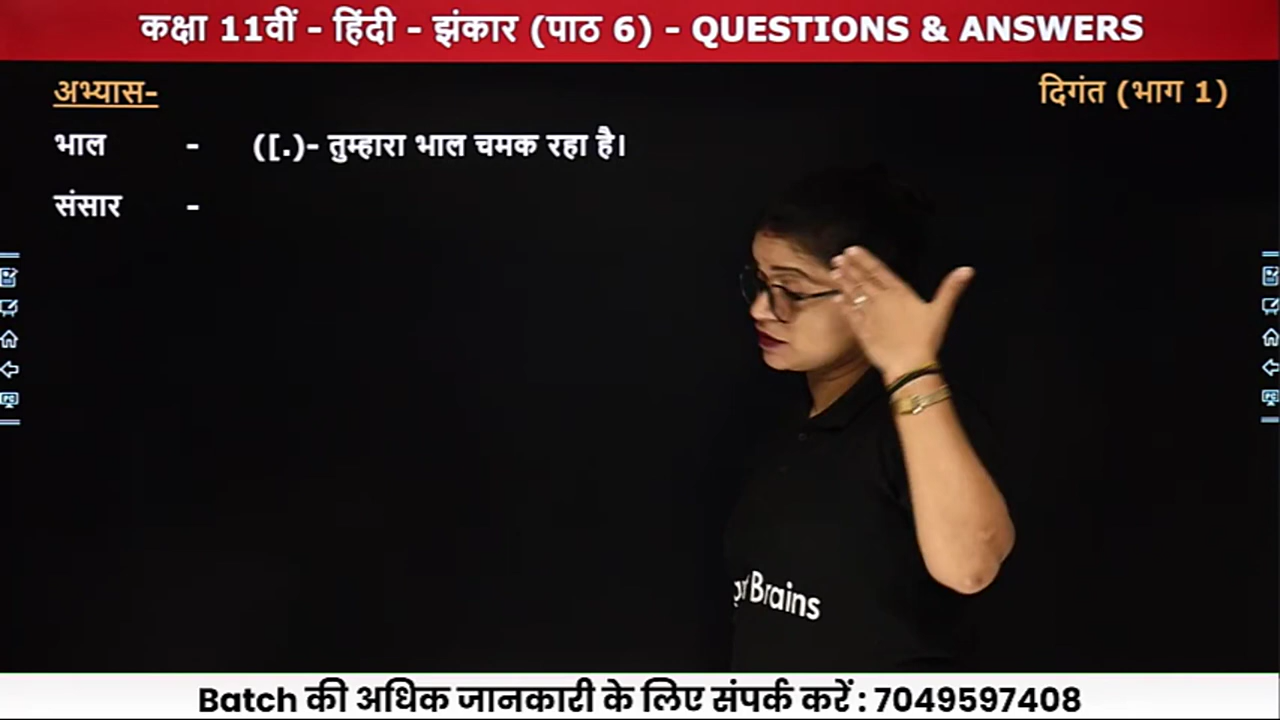 कक्षा 11वीं - हिंदी - झंकार (पाठ 6) - QUESTIONS & ANSWERS
अभ्यास-
दिगंत (भाग 1)
भाल - ([.)- तुम्हारा भाल चमक रहा है।
संसार -
Brains
Batch की अधिक जानकारी के लिए संपर्क करें : 7049597408